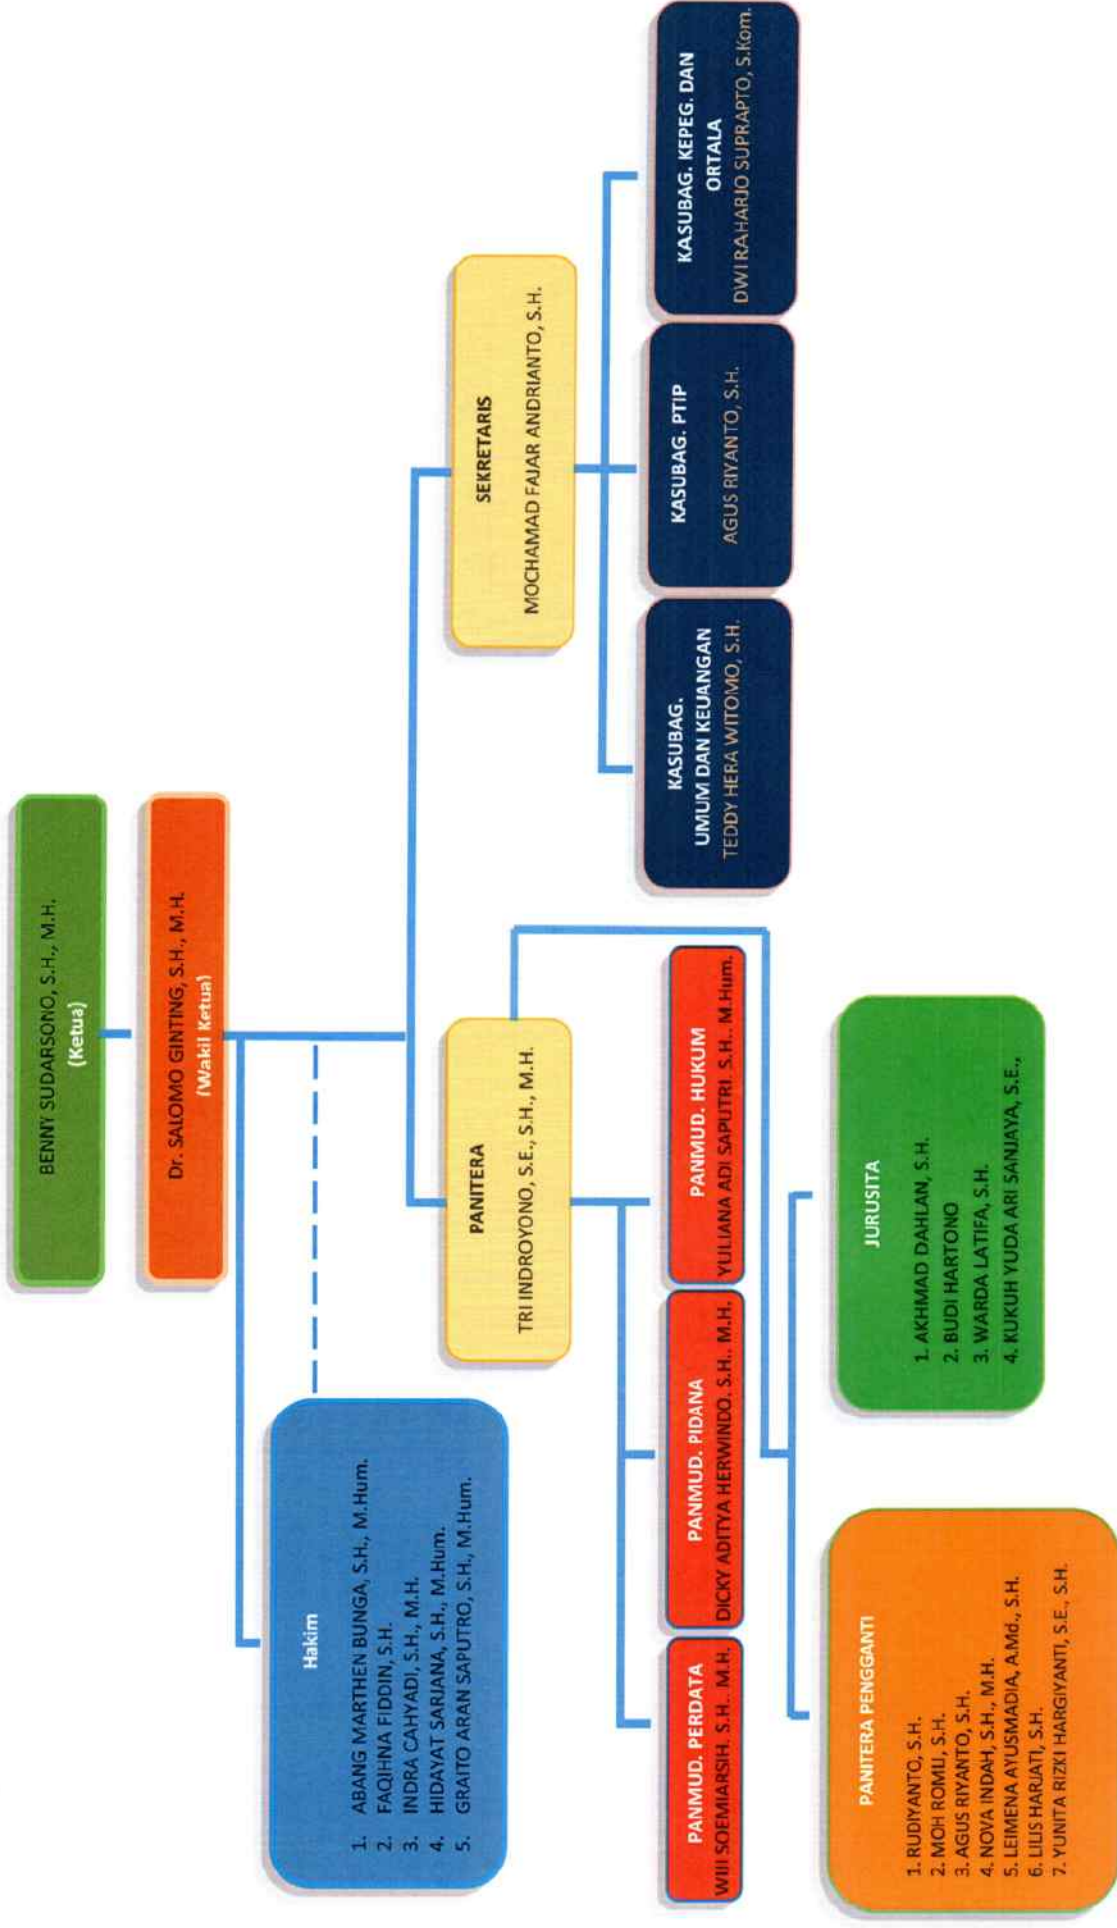 BENNY SUDARSONO, S.H., M.H.
(Ketua)
Dr. SALOMO GINTING, S.H., M.H.
(Wakil Ketua)
Hakim
1. ABANG MARTHEN BUNGA, S.H., M.Hum.
2. FAQIHNA FIDDIN, S.H.
3. INDRA CAHYADI, S.H., M.H.
4. HIDAYAT SARIANA, S.H., M.Hum.
5. GRAITO ARAN SAPUTRO, S.H., M.Hum.
PANITERA
TRI INDROYONO, S.E., S.H., M.H.
SEKRETARIS
MOCHAMAD FAJAR ANDRIANTO, S.H.
PANMUD. PERDATA
WIJI SOEMIARSIH. S.H.. M.H.
PANMUD. PIDANA
DICKY ADITYA HERWINDO. S.H.. M.H.
PANMUD. HUKUM
YULIANA ADI SAPUTRI S.H.. M.Hum.
KASUBAG.
UMUM DAN KEUANGAN
TEDDY HERA WITOMO, S.H.
KASUBAG. PTIP
AGUS RIYANTO, S.H.
KASUBAG. KEPEG. DAN
ORTALA
DWI RAHARJO SUPRAPTO, S.Kom.
PANITERA PENGGANTI
1. RUDIYANTO, S.H.
2. MOH ROMLI, S.H.
3. AGUS RIYANTO, S.H.
4. NOVA INDAH, S.H., M.H.
5. LEIMENA AYUSMADIA, A.Md., S.H.
6. LILIS HARJATI, S.H.
7. YUNITA RIZKI HARGIYANTI, S.E., S.H.
JURUSITA
1. AKHMAD DAHLAN, S.H.
2. BUDI HARTONO
3. WARDA LATIFA, S.H.
4. KUKUH YUDA ARI SANJAYA, S.E.,